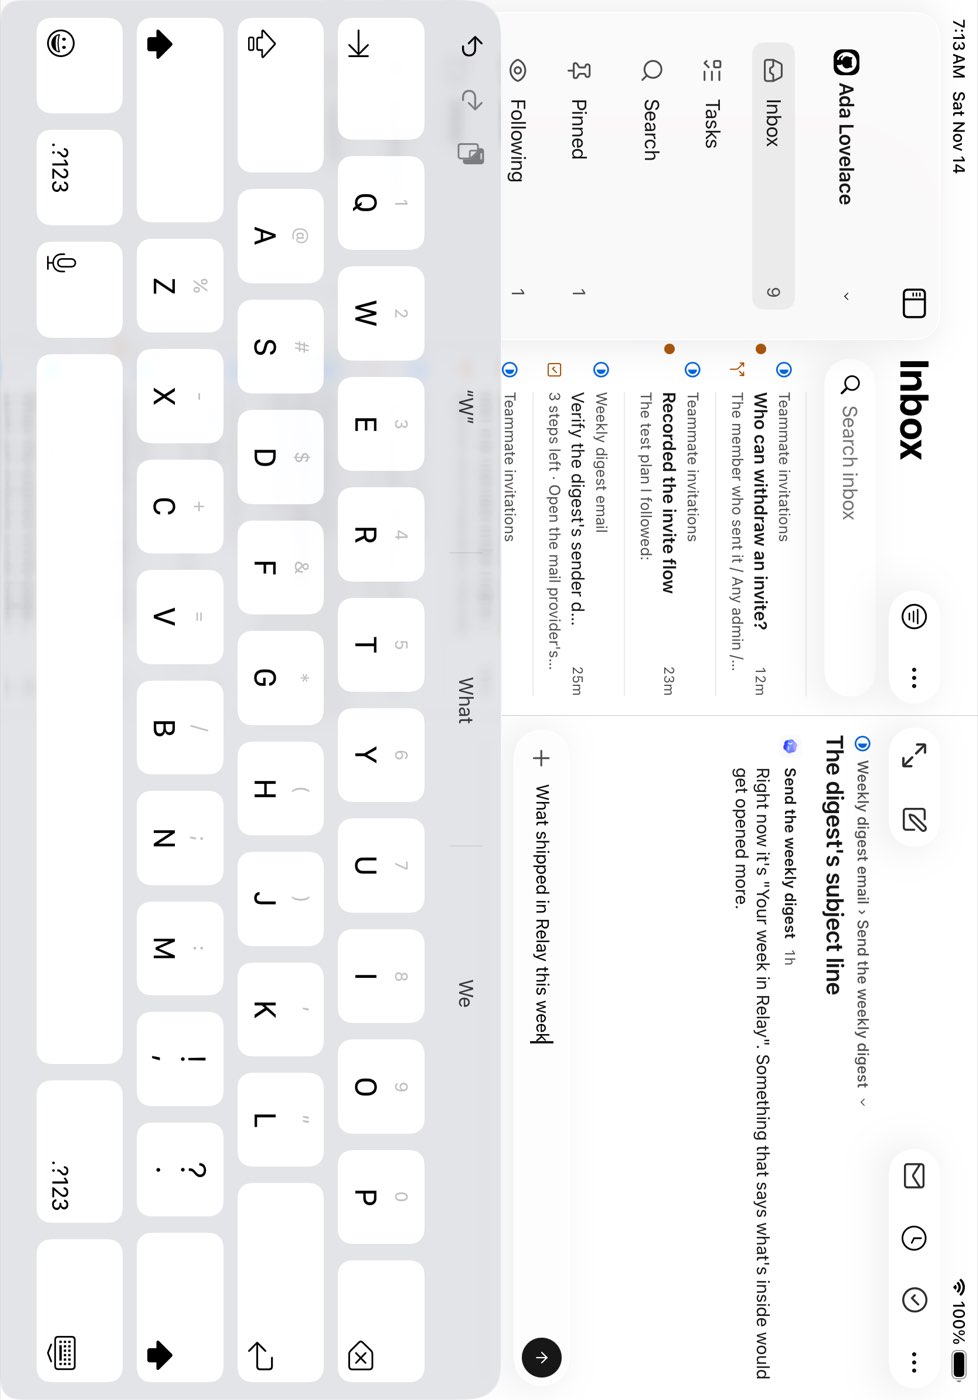 7:13 AM Sat Nov 14
100%
Ada Lovelace
Inbox 9
Tasks
Search
Pinned 1
Following 1
Inbox
Search inbox
Teammate invitations
Who can withdraw an invite? 12m
The member who sent it / Any admin /...
Teammate invitations
Recorded the invite flow 23m
The test plan I followed:
Weekly digest email
Verify the digest's sender d... 25m
3 steps left · Open the mail provider's...
Teammate invitations
Weekly digest email › Send the weekly digest
The digest's subject line
Send the weekly digest 1h
Right now it's "Your week in Relay". Something that says what's inside would
get opened more.
What shipped in Relay this week
“W” What We
1 2 3 4 5 6 7 8 9 0
Q W E R T Y U I O P
@ # $ & * ( ) ' "
A S D F G H J K L
% - + = / ; : ! ?
Z X C V B N M , .
.?123 .?123